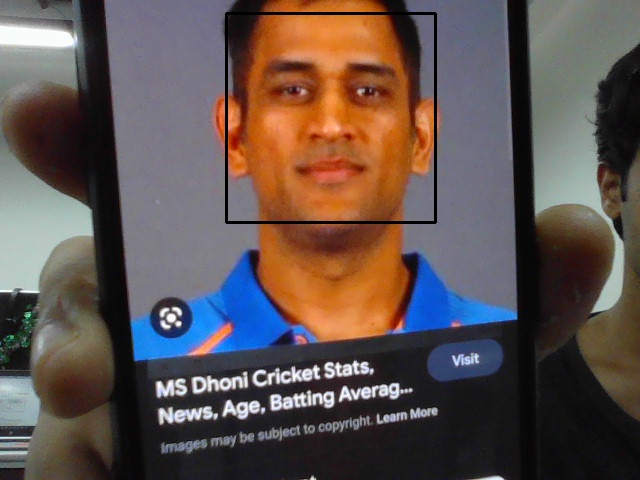 MS Dhoni Cricket Stats,
News, Age, Batting Averag...
Visit
Images may be subject to copyright. Learn More